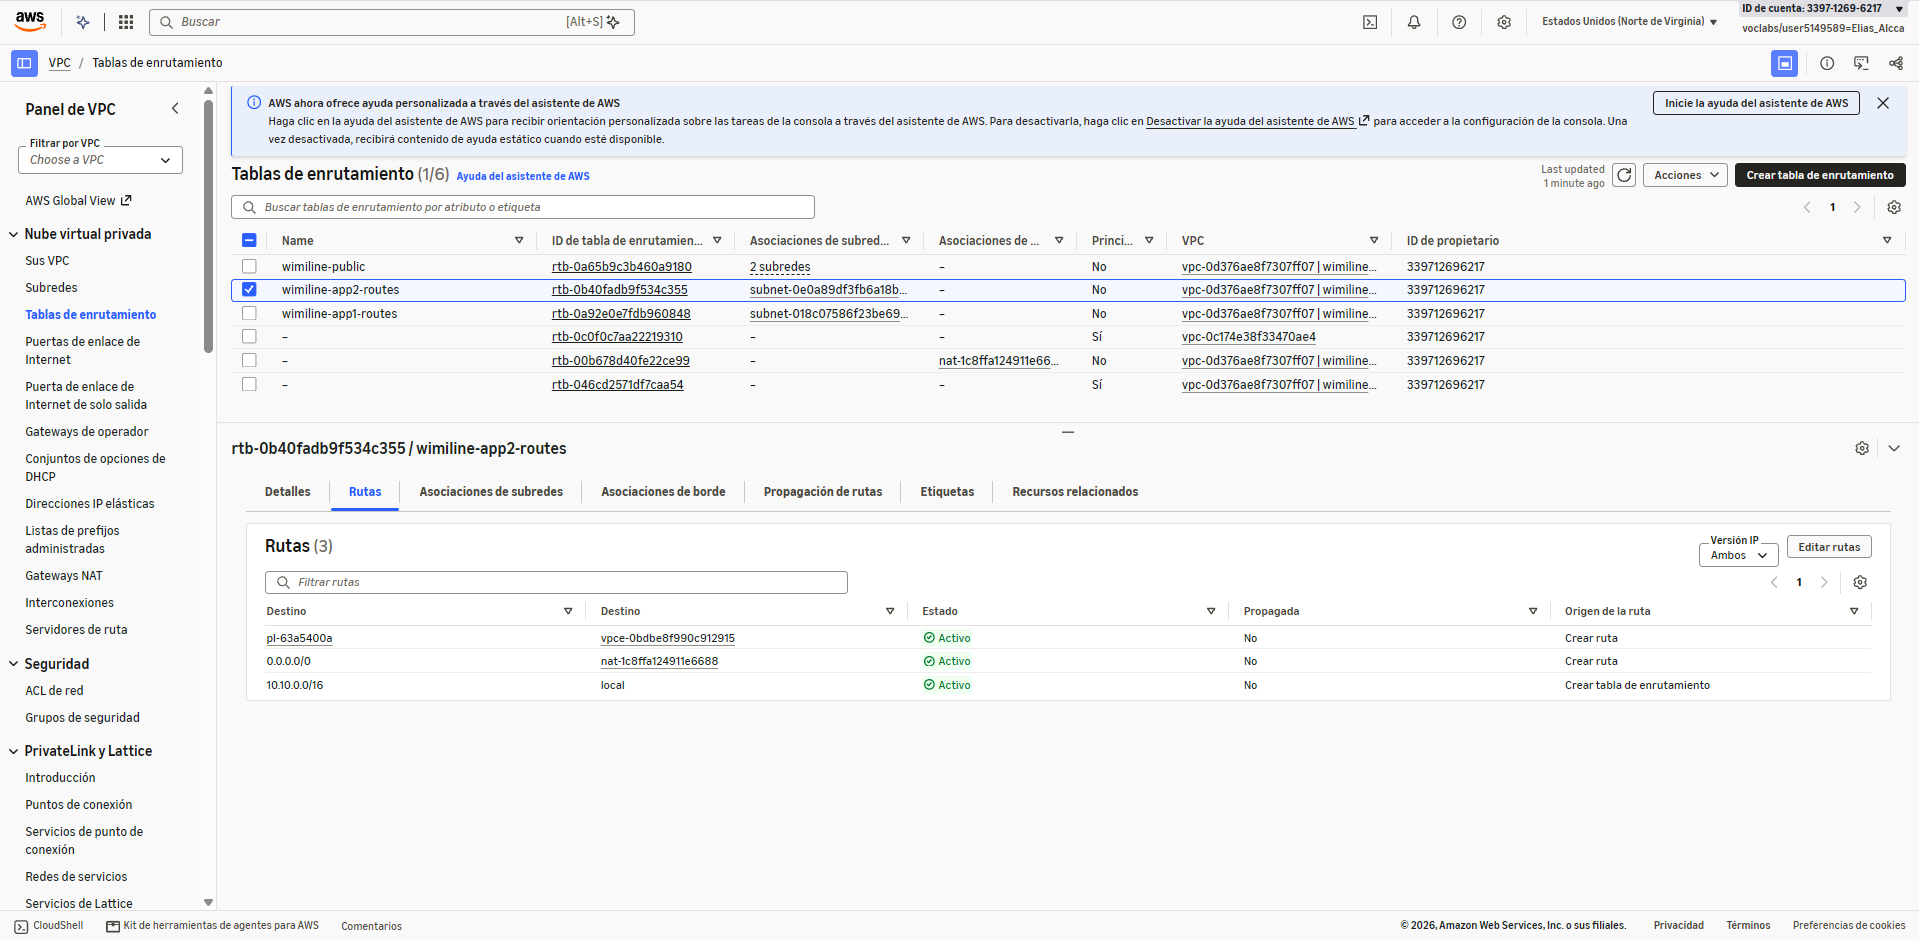 aws
Buscar
[Alt+S]
Estados Unidos (Norte de Virginia)
ID de cuenta: 3397-1269-6217
voclabs/user5149589=Elias_Alcca
VPC / Tablas de enrutamiento
Panel de VPC
Filtrar por VPC
Choose a VPC
AWS Global View
Nube virtual privada
Sus VPC
Subredes
Tablas de enrutamiento
Puertas de enlace de
Internet
Puerta de enlace de
Internet de solo salida
Gateways de operador
Conjuntos de opciones de
DHCP
Direcciones IP elásticas
Listas de prefijos
administradas
Gateways NAT
Interconexiones
Servidores de ruta
Seguridad
ACL de red
Grupos de seguridad
PrivateLink y Lattice
Introducción
Puntos de conexión
Servicios de punto de
conexión
Redes de servicios
Servicios de Lattice
AWS ahora ofrece ayuda personalizada a través del asistente de AWS
Haga clic en la ayuda del asistente de AWS para recibir orientación personalizada sobre las tareas de la consola a través del asistente de AWS. Para desactivarla, haga clic en Desactivar la ayuda del asistente de AWS para acceder a la configuración de la consola. Una
vez desactivada, recibirá contenido de ayuda estático cuando esté disponible.
Inicie la ayuda del asistente de AWS
Tablas de enrutamiento (1/6) Ayuda del asistente de AWS
Last updated
1 minute ago
Acciones
Crear tabla de enrutamiento
Buscar tablas de enrutamiento por atributo o etiqueta
1
Name ID de tabla de enrutamien... Asociaciones de subred... Asociaciones de ... Princi... VPC ID de propietario
wimiline-public rtb-0a65b9c3b460a9180 2 subredes – No vpc-0d376ae8f7307ff07 | wimiline... 339712696217
wimiline-app2-routes rtb-0b40fadb9f534c355 subnet-0e0a89df3fb6a18b... – No vpc-0d376ae8f7307ff07 | wimiline... 339712696217
wimiline-app1-routes rtb-0a92e0e7fdb960848 subnet-018c07586f23be69... – No vpc-0d376ae8f7307ff07 | wimiline... 339712696217
– rtb-0c0f0c7aa22219310 – – Sí vpc-0c174e38f33470ae4 339712696217
– rtb-00b678d40fe22ce99 – nat-1c8ffa124911e66... No vpc-0d376ae8f7307ff07 | wimiline... 339712696217
– rtb-046cd2571df7caa54 – – Sí vpc-0d376ae8f7307ff07 | wimiline... 339712696217
rtb-0b40fadb9f534c355 / wimiline-app2-routes
Detalles Rutas Asociaciones de subredes Asociaciones de borde Propagación de rutas Etiquetas Recursos relacionados
Rutas (3)
Versión IP
Ambos
Editar rutas
Filtrar rutas
1
Destino Destino Estado Propagada Origen de la ruta
pl-63a5400a vpce-0bdbe8f990c912915 Activo No Crear ruta
0.0.0.0/0 nat-1c8ffa124911e6688 Activo No Crear ruta
10.10.0.0/16 local Activo No Crear tabla de enrutamiento
CloudShell Kit de herramientas de agentes para AWS Comentarios
© 2026, Amazon Web Services, Inc. o sus filiales. Privacidad Términos Preferencias de cookies